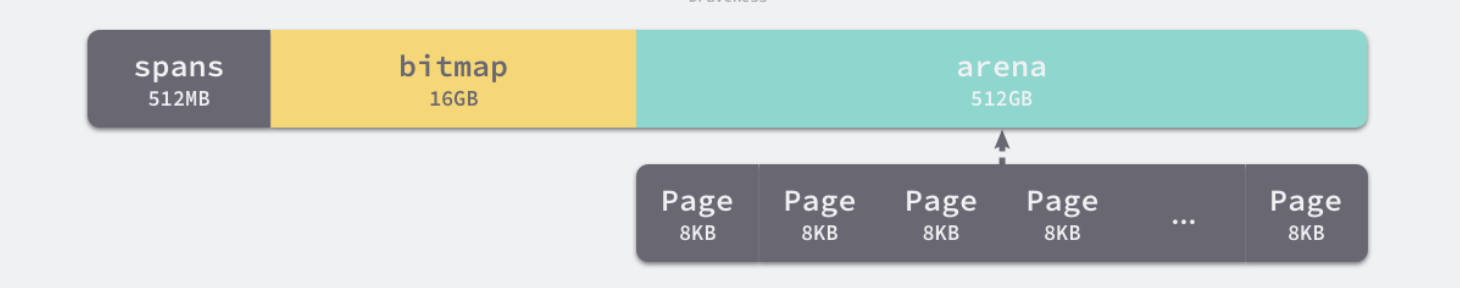 spans
512MB
bitmap
16GB
arena
512GB
Page
8KB
Page
8KB
Page
8KB
Page
8KB
...
Page
8KB